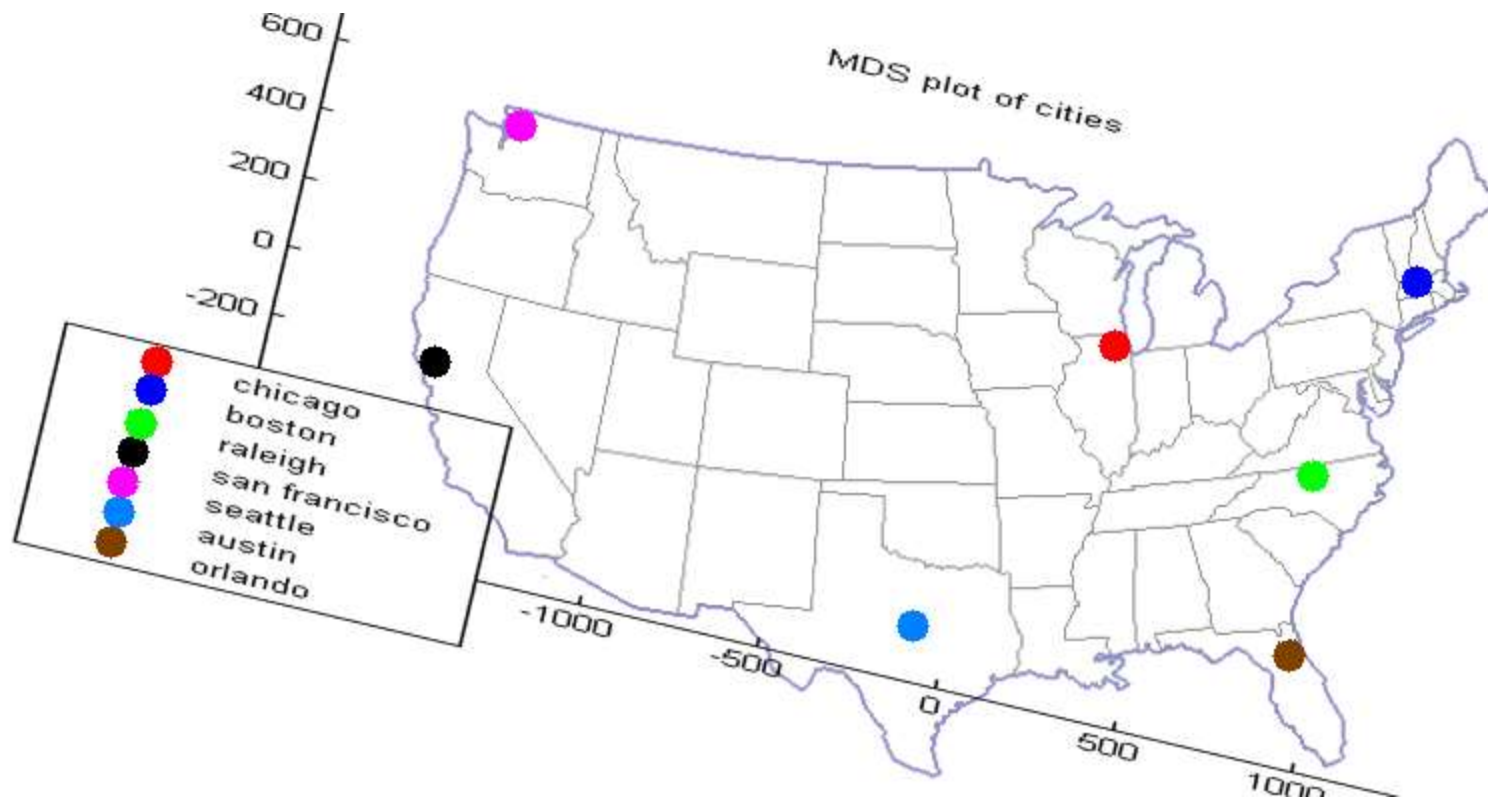 MDS plot of cities
600
400
200
0
-200
chicago
boston
raleigh
san francisco
seattle
austin
orlando
-1000
-500
0
500
1000